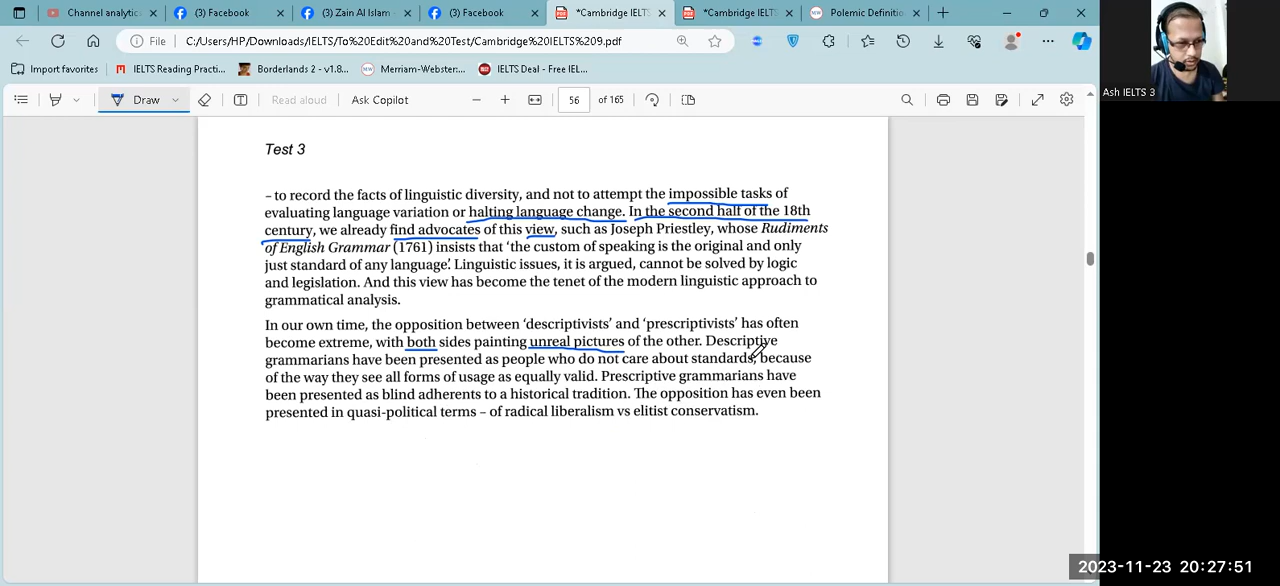 Channel analytic
(3) Facebook
(3) Zain Al Islam
(3) Facebook
*Cambridge IELTS
*Cambridge IELTS
Polemic Definitio
File
C:/Users/HP/Downloads/IELTS/To%20Edit%20and%20Test/Cambridge%20IELTS%209.pdf
Import favorites
IELTS Reading Practi...
Borderlands 2 - v1.8...
Merriam-Webster:...
IELTS Deal - Free IEL...
Draw
Read aloud
Ask Copilot
56
of 165
Ash IELTS 3
Test 3
– to record the facts of linguistic diversity, and not to attempt the impossible tasks of
evaluating language variation or halting language change. In the second half of the 18th
century, we already find advocates of this view, such as Joseph Priestley, whose Rudiments
of English Grammar (1761) insists that ‘the custom of speaking is the original and only
just standard of any language’. Linguistic issues, it is argued, cannot be solved by logic
and legislation. And this view has become the tenet of the modern linguistic approach to
grammatical analysis.
In our own time, the opposition between ‘descriptivists’ and ‘prescriptivists’ has often
become extreme, with both sides painting unreal pictures of the other. Descriptive
grammarians have been presented as people who do not care about standards, because
of the way they see all forms of usage as equally valid. Prescriptive grammarians have
been presented as blind adherents to a historical tradition. The opposition has even been
presented in quasi-political terms – of radical liberalism vs elitist conservatism.
2023-11-23 20:27:51